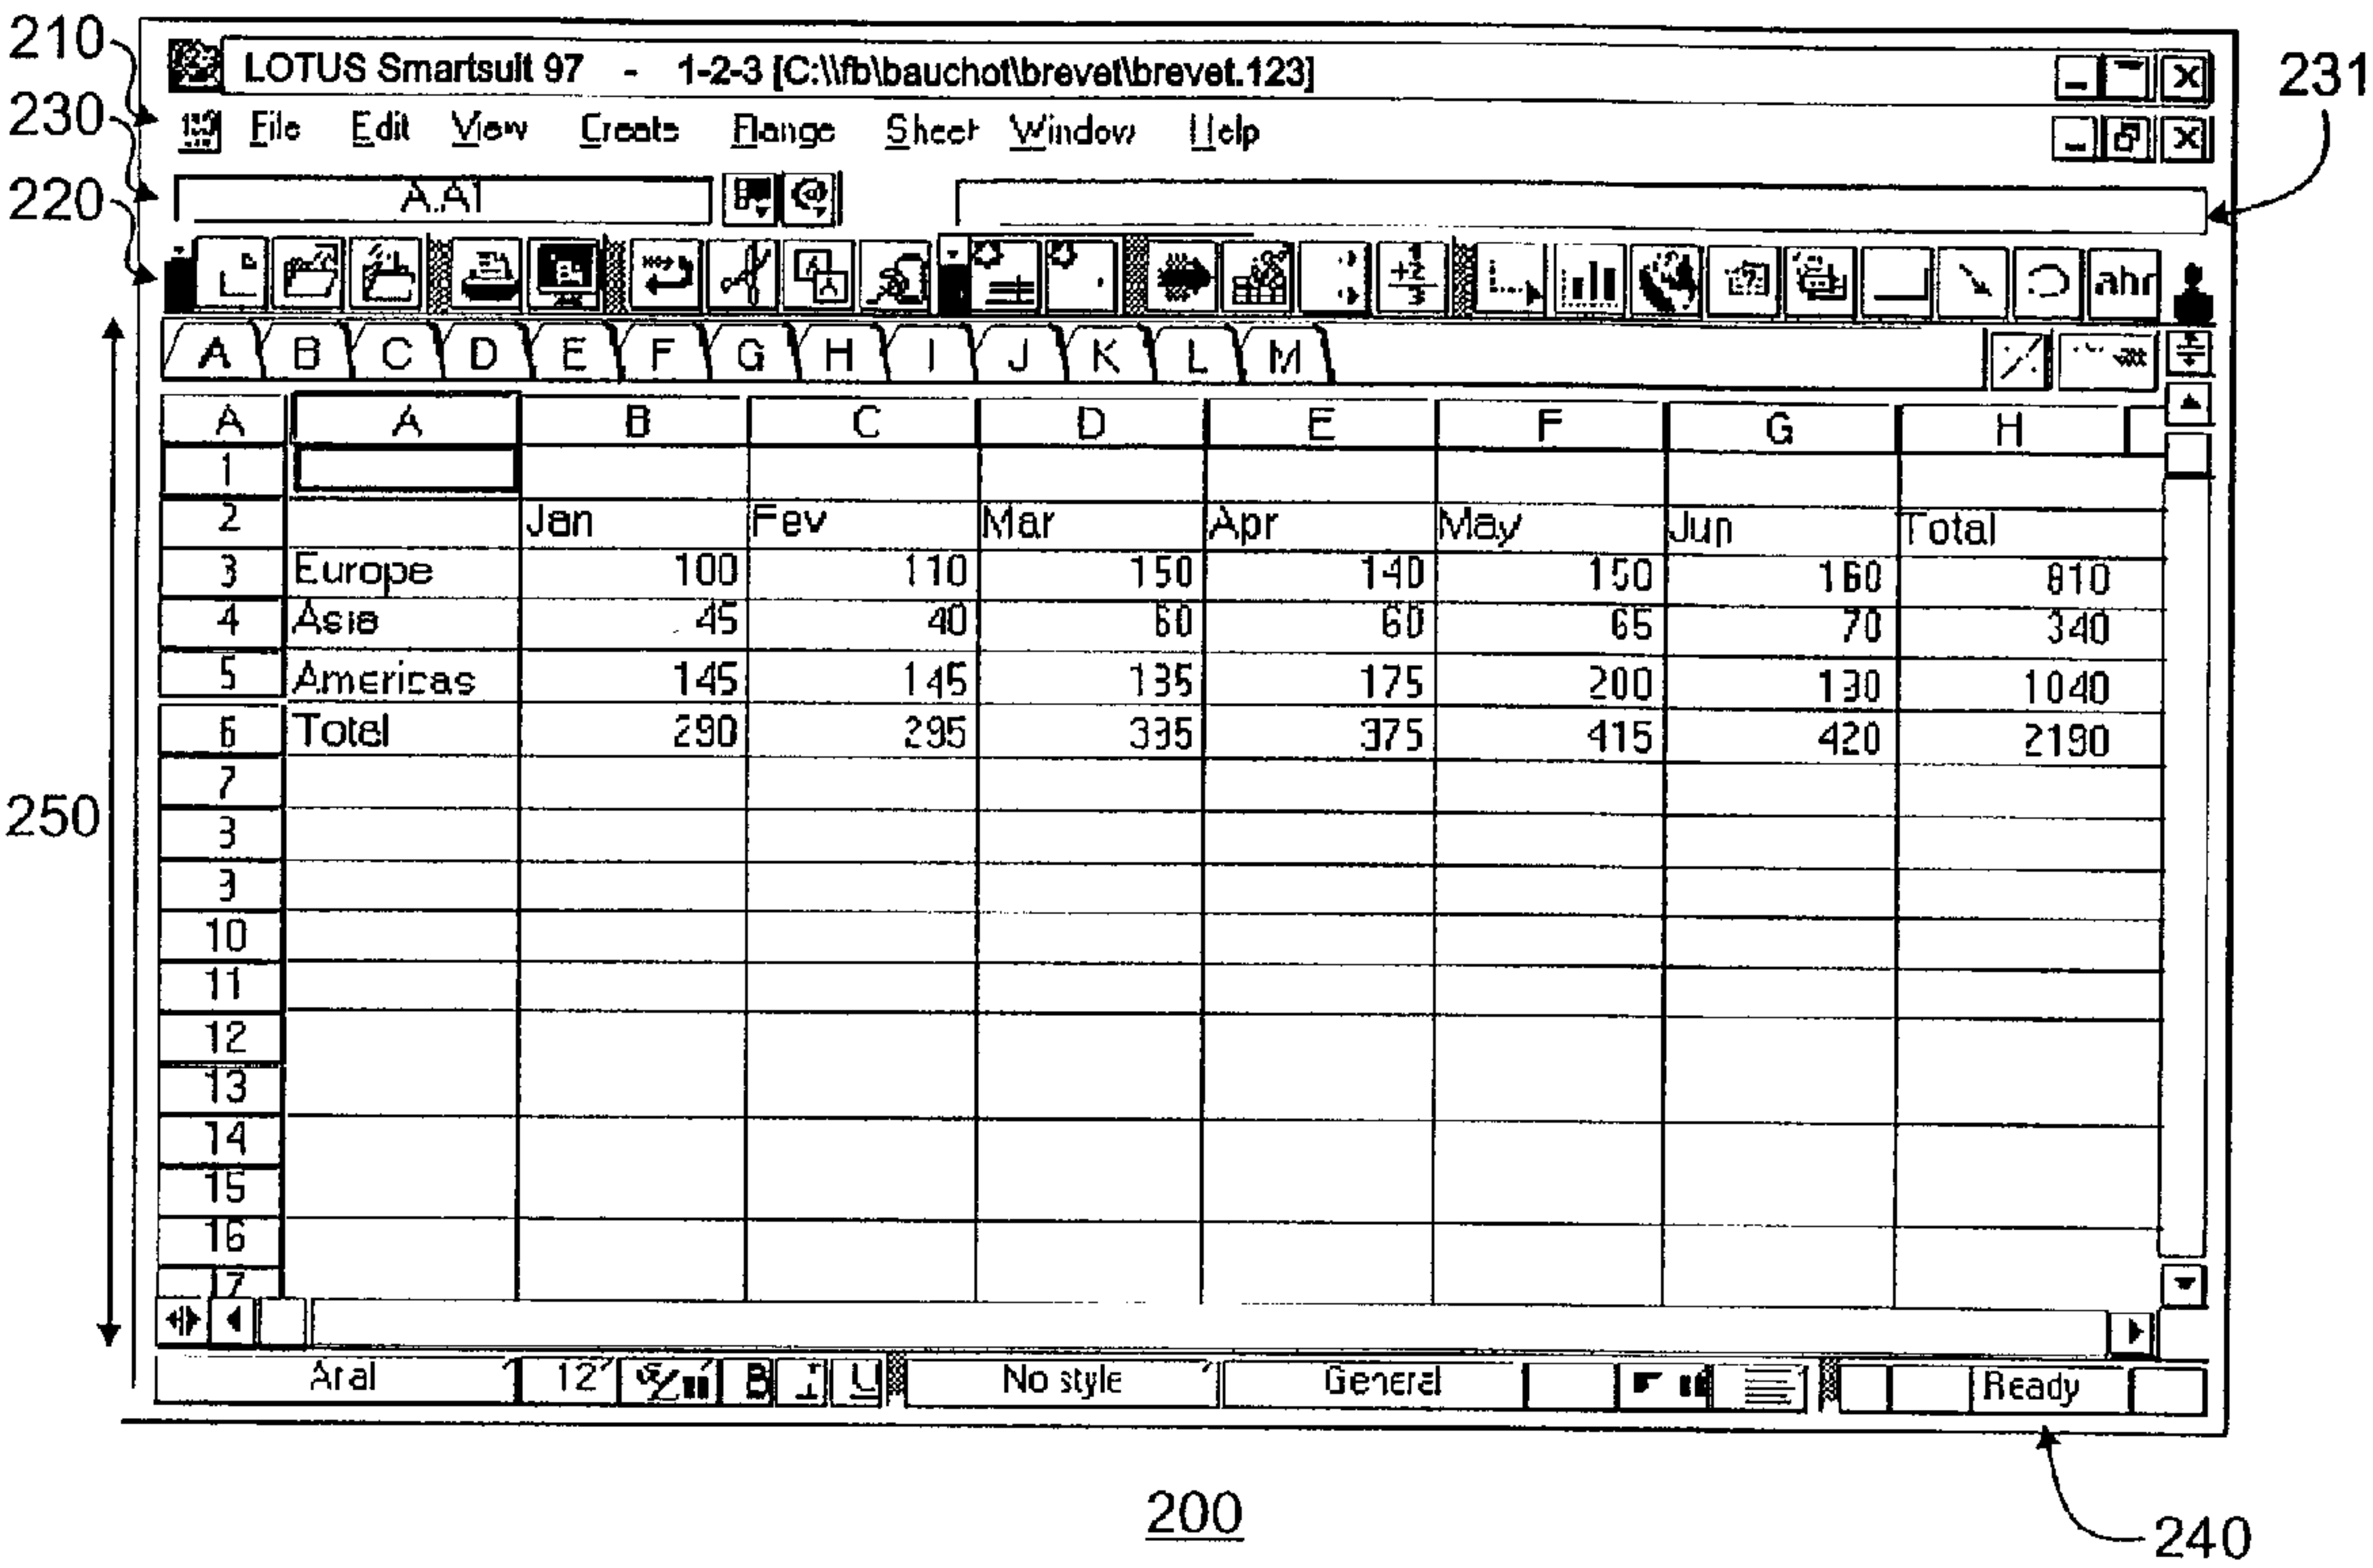 210
230
220
231
LOTUS Smartsuit 97 - 1-2-3 [C:\\fb\bauchot\brevet\brevet.123]
File Edit View Create Range Sheet Window Help
A:A1
abc
A B C D E F G H I J K L M
A A B C D E F G H
1
2 Jan Fev Mar Apr May Jun Total
3 Europe 100 110 150 140 150 160 810
4 Asia 45 40 60 60 65 70 340
5 Americas 145 145 185 175 200 190 1040
6 Total 290 295 395 375 415 420 2190
7
8
9
10
11
12
13
14
15
16
17
250
Arial 12 B I U No style General Ready
200
240